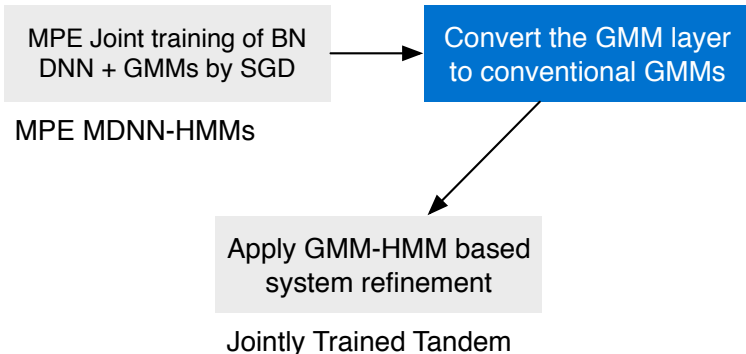 MPE Joint training of BN
DNN + GMMs by SGD
Convert the GMM layer
to conventional GMMs
MPE MDNN-HMMs
Apply GMM-HMM based
system refinement
Jointly Trained Tandem